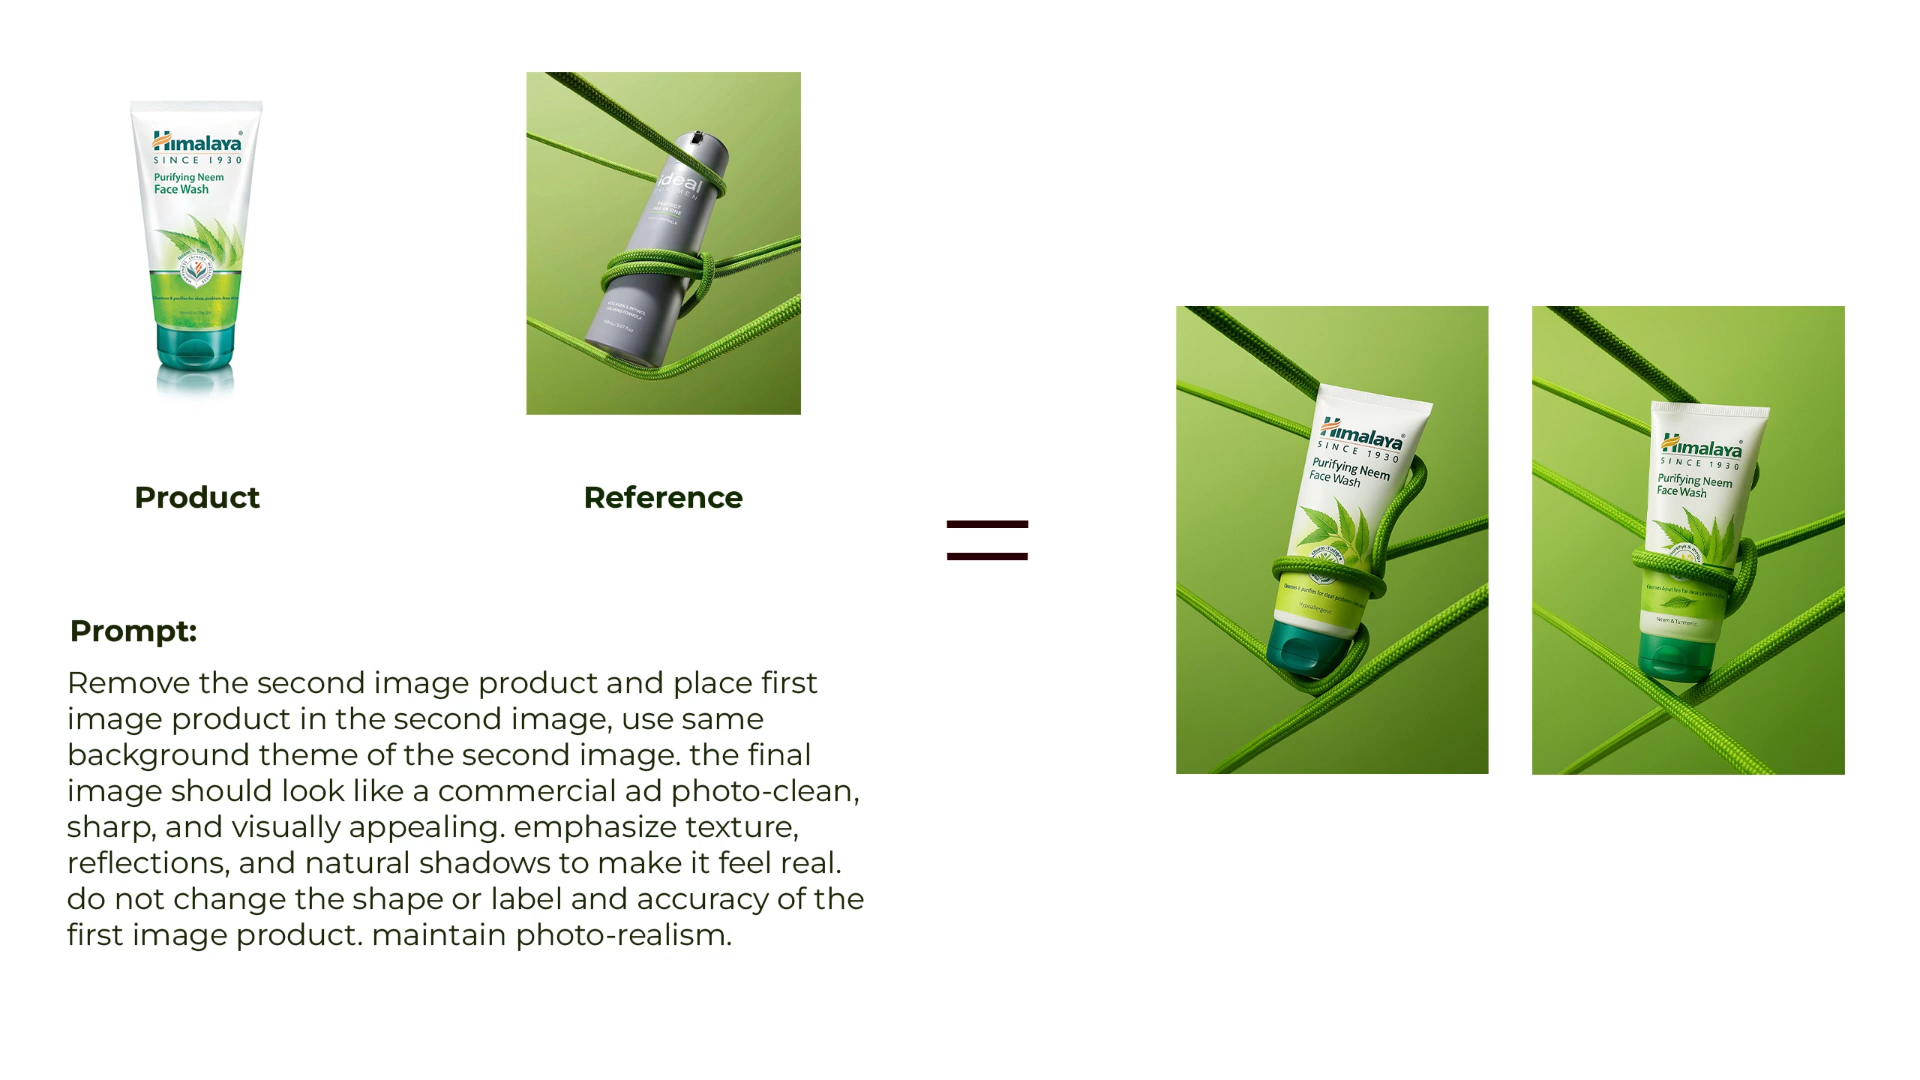 Himalaya
SINCE 1930
Purifying Neem
Face Wash
ideal
Product
Reference
Prompt:
Remove the second image product and place first
image product in the second image, use same
background theme of the second image. the final
image should look like a commercial ad photo-clean,
sharp, and visually appealing. emphasize texture,
reflections, and natural shadows to make it feel real.
do not change the shape or label and accuracy of the
first image product. maintain photo-realism.
Himalaya
SINCE 1930
Purifying Neem
Face Wash
Hypoallergenic
Himalaya
SINCE 1930
Purifying Neem
Face Wash
Neem & Turmeric